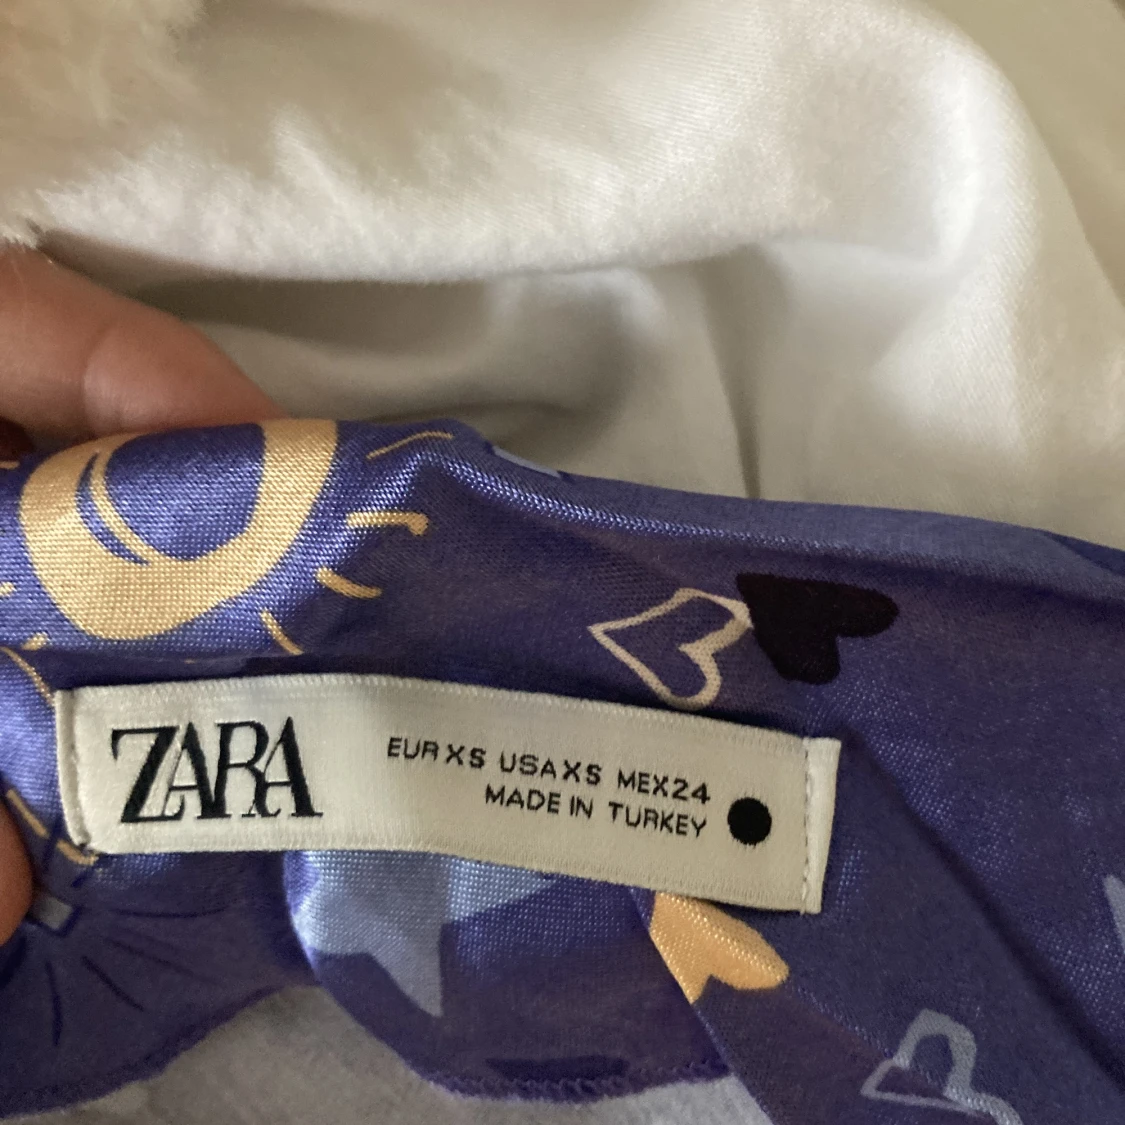 ZARA
EUR XS USA XS MEX 24
MADE IN TURKEY